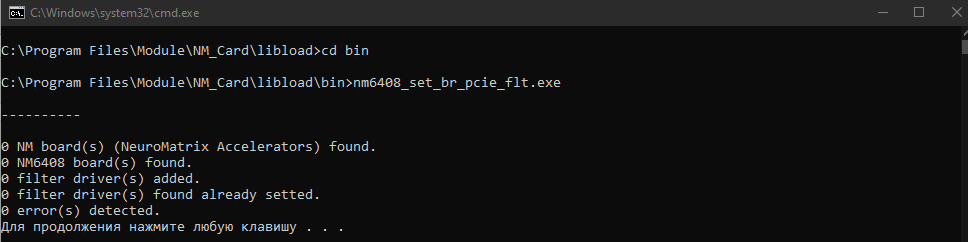 C:\Windows\system32\cmd.exe
C:\Program Files\Module\NM_Card\libload>cd bin
C:\Program Files\Module\NM_Card\libload\bin>nm6408_set_br_pcie_flt.exe
----------
0 NM board(s) (NeuroMatrix Accelerators) found.
0 NM6408 board(s) found.
0 filter driver(s) added.
0 filter driver(s) found already setted.
0 error(s) detected.
Для продолжения нажмите любую клавишу . . .